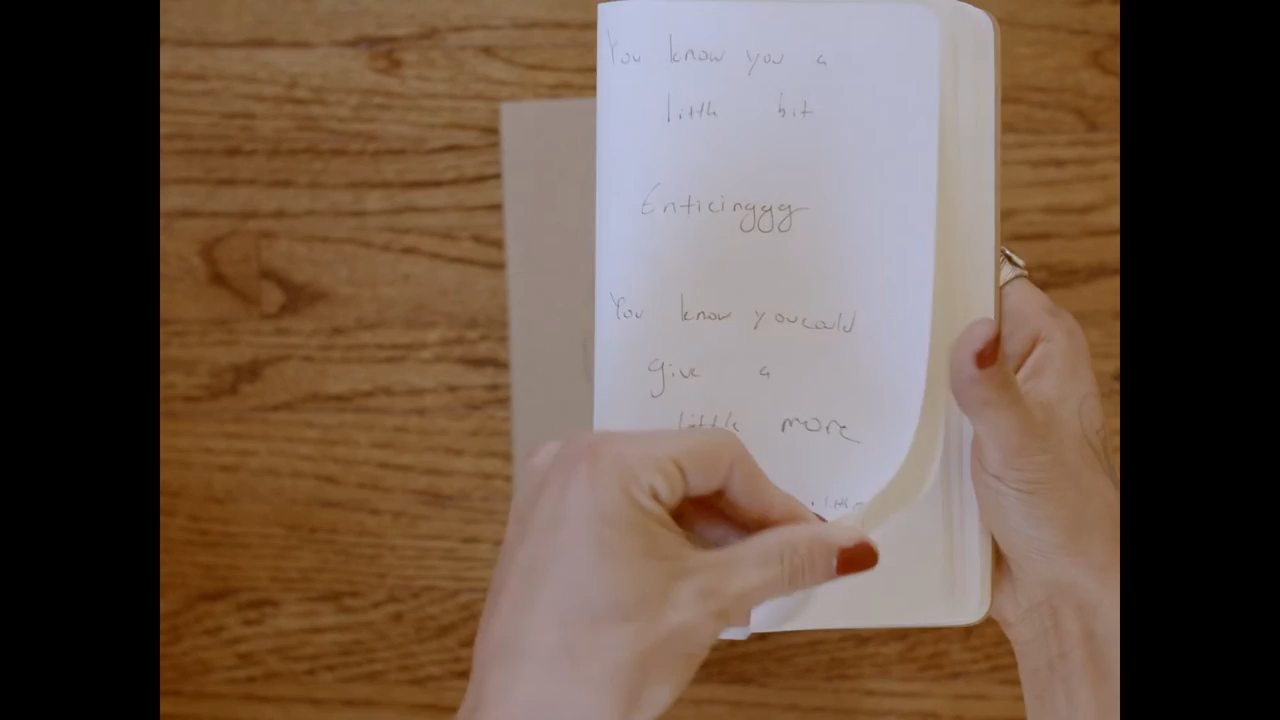 You know you a
little bit
Enticinggg
You know you could
give a
little more